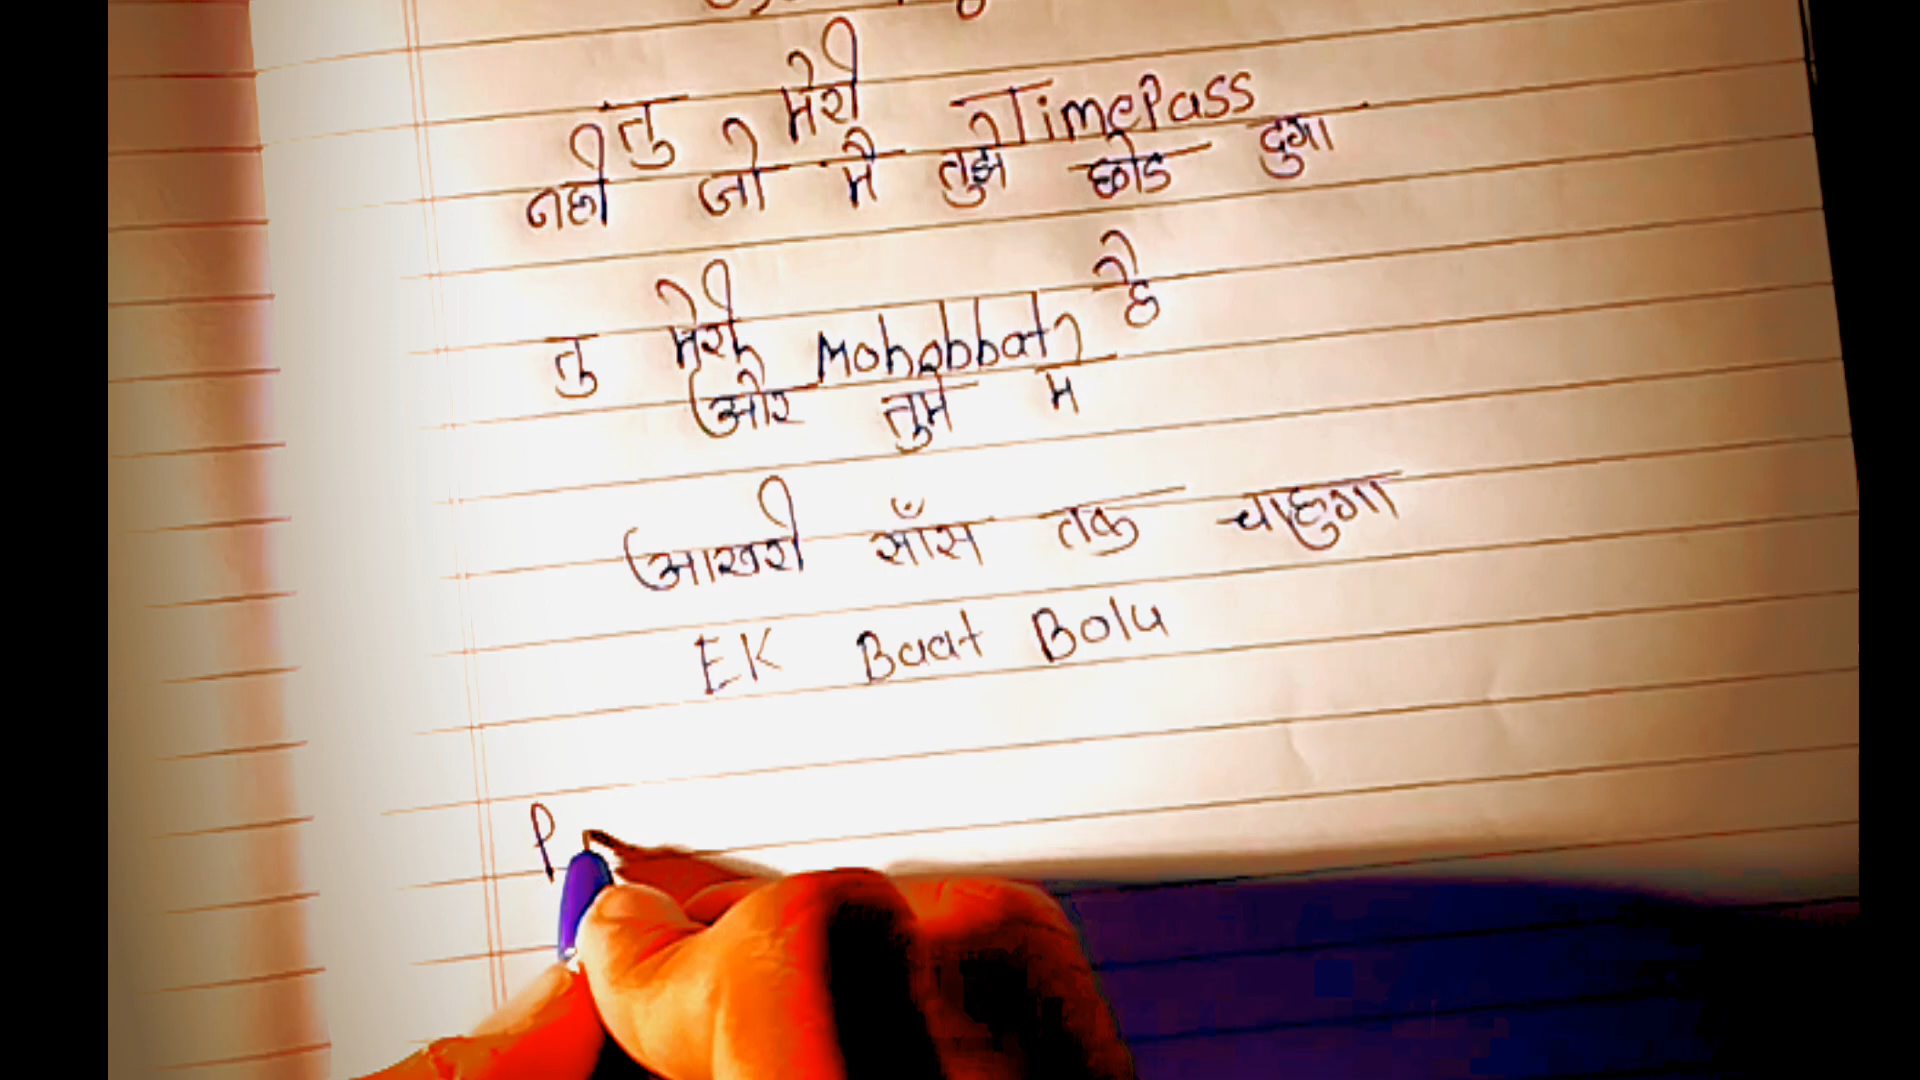 तु मेरी TimePass
नही जो मै तुझे छोड दुगा
तु मेरी Mohabbat है
और तुमे म
आखरी साँस तक चाहुगा
EK Baat Bolu
P